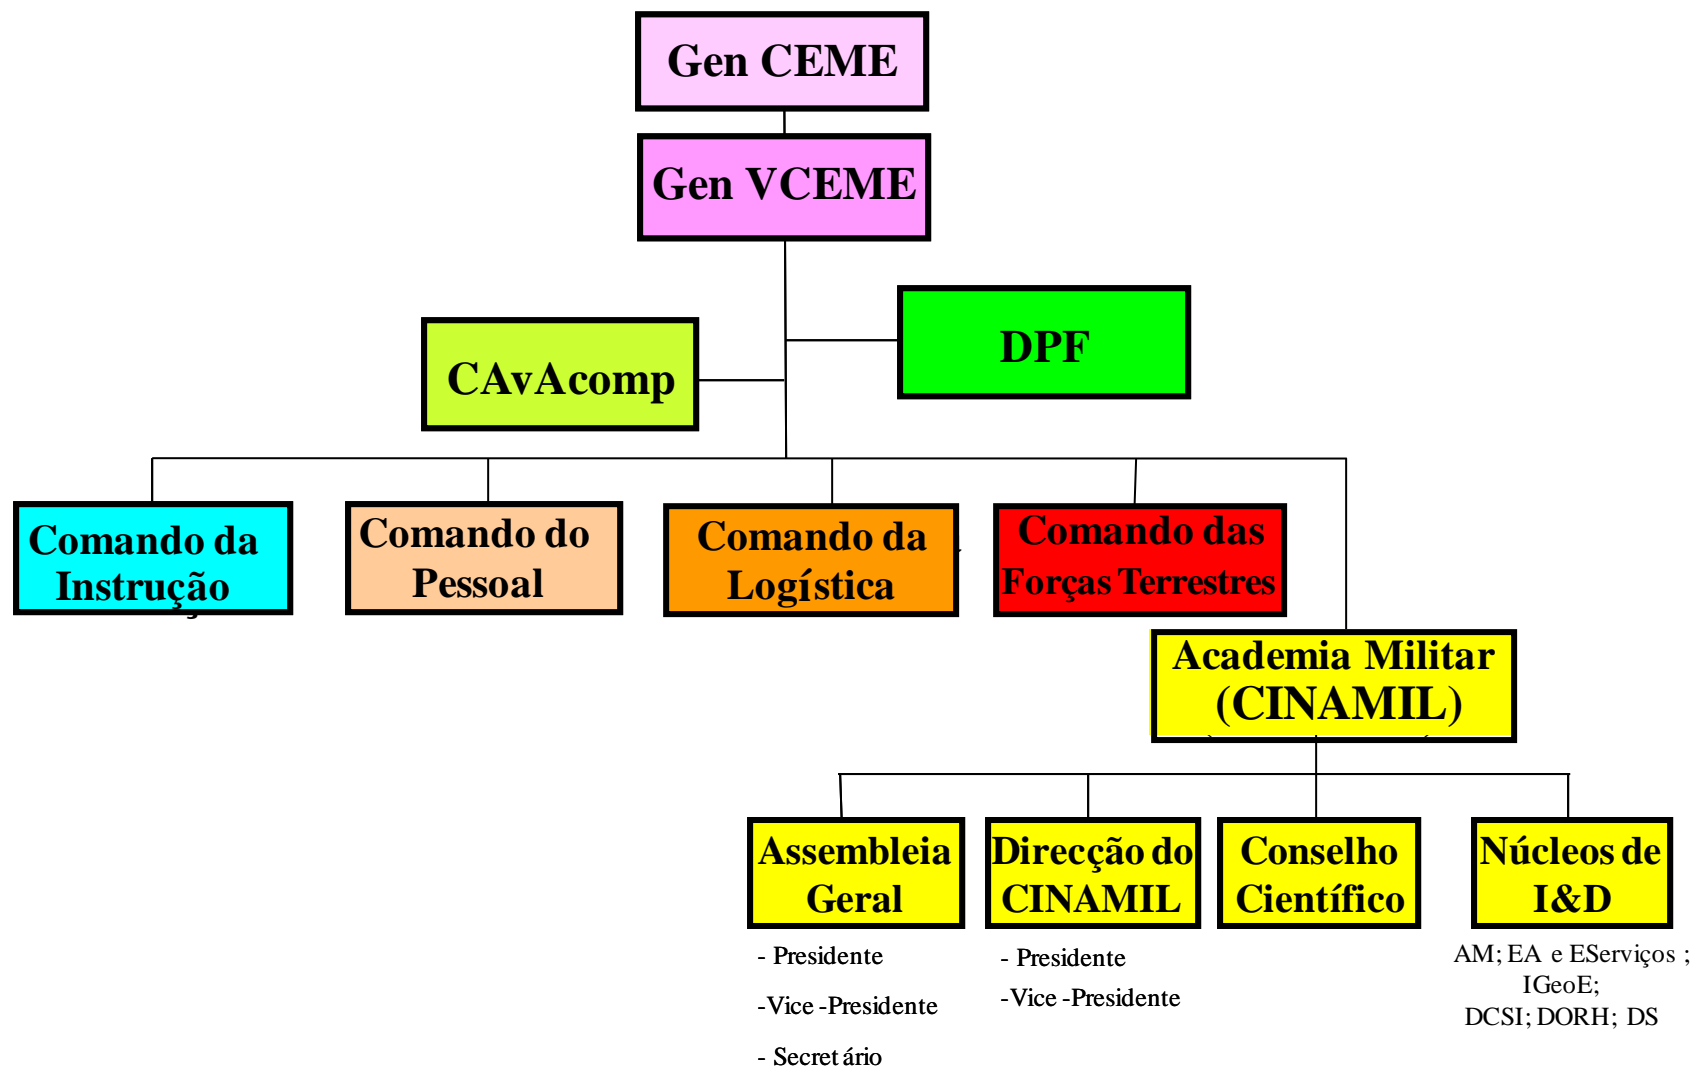 Gen CEME
Gen VCEME
DPF
CAvAcomp
Comando da
Instrução
Comando do
Pessoal
Comando da
Logística
Comando das
Forças Terrestres
Academia Militar
(CINAMIL)
Assembleia
Geral
Direcção do
CINAMIL
Conselho
Científico
Núcleos de
I&D
- Presidente
-Vice -Presidente
- Secretário
- Presidente
-Vice -Presidente
AM; EA e EServiços ;
IGeoE;
DCSI; DORH; DS